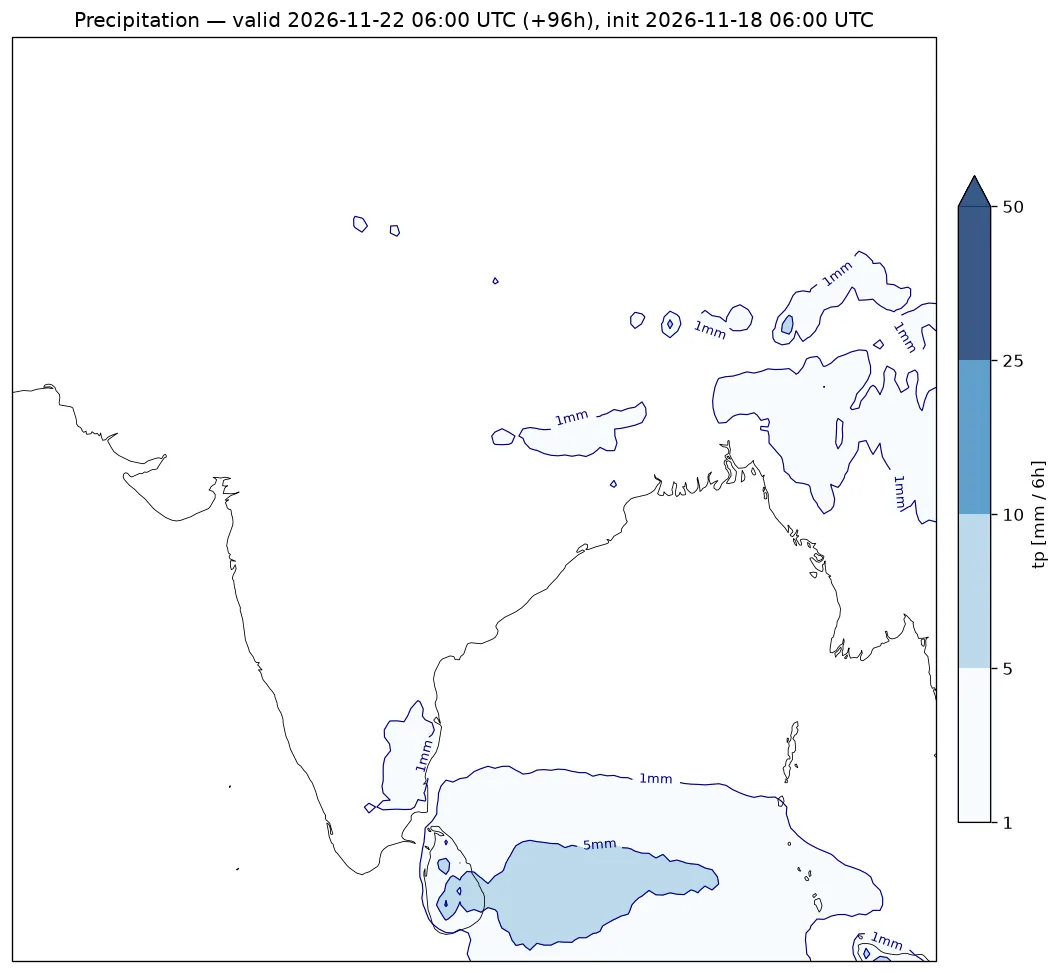 Precipitation — valid 2026-11-22 06:00 UTC (+96h), init 2026-11-18 06:00 UTC
50
1mm
1mm
1mm
25
1mm
1mm
10
tp [mm / 6h]
5
1mm
1mm
1
5mm
1mm